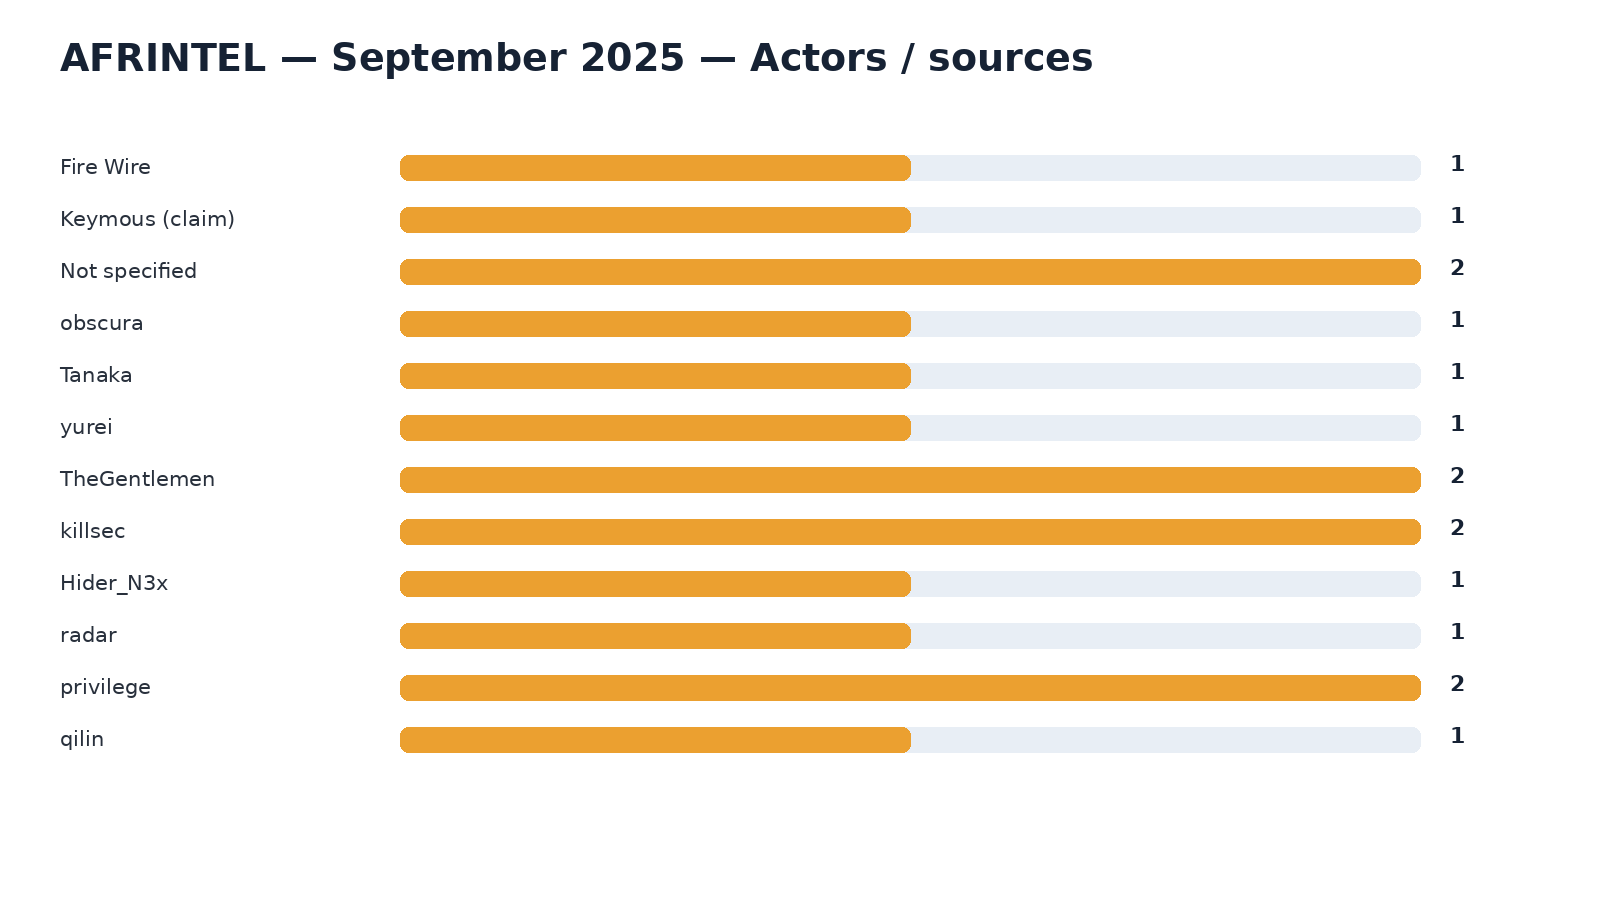 AFRINTEL — September 2025 — Actors / sources
Fire Wire 1
Keymous (claim) 1
Not specified 2
obscura 1
Tanaka 1
yurei 1
TheGentlemen 2
killsec 2
Hider_N3x 1
radar 1
privilege 2
qilin 1